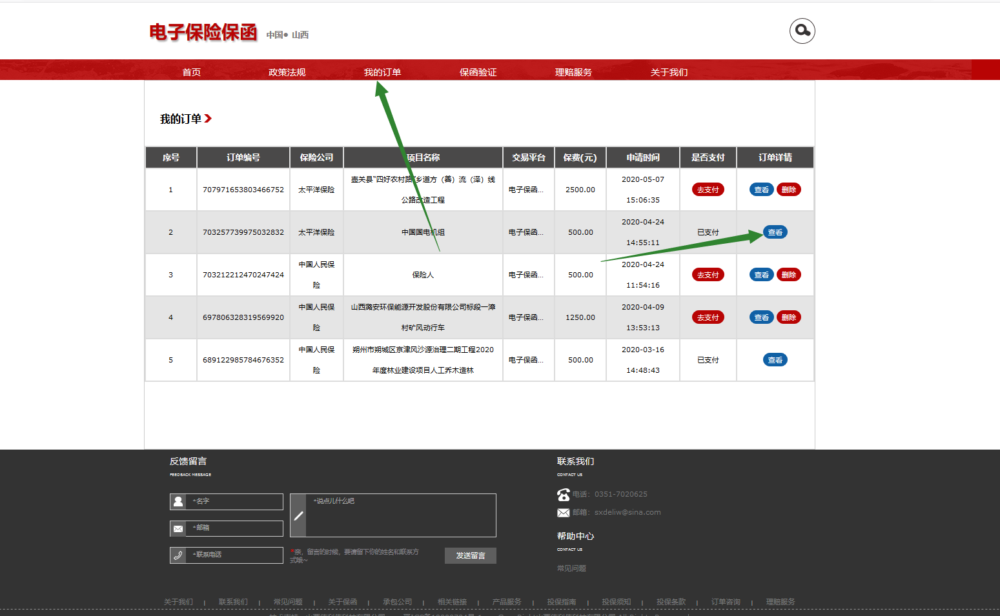 电子保险保函 中国● 山西
首页 政策法规 我的订单 保函验证 理赔服务 关于我们
我的订单
序号 订单编号 保险公司 项目名称 交易平台 保费(元) 申请时间 是否支付 订单详情
1 707971653803466752 太平洋保险 壶关县“四好农村路”乡道方（善）流（泽）线 电子保函... 2500.00 2020-05-07 去支付 查看 删除
公路改造工程 15:06:35
2 703257739975032832 太平洋保险 中国国电机组 电子保函... 500.00 2020-04-24 已支付 查看
14:55:11
3 703212212470247424 中国人民保 保险人 电子保函... 500.00 2020-04-24 去支付 查看 删除
险 11:54:16
4 697806328319569920 中国人民保 山西潞安环保能源开发股份有限公司标段一漳 电子保函... 1250.00 2020-04-09 去支付 查看 删除
险 村矿风动行车 13:53:13
5 689122985784676352 中国人民保 朔州市朔城区京津风沙源治理二期工程2020 电子保函... 500.00 2020-03-16 已支付 查看
险 年度林业建设项目人工乔木造林 14:48:43
反馈留言
FEEDBACK MESSAGE
*名字
*邮箱
*联系电话
*说点儿什么吧
*亲，留言的时候，要请留下你的姓名和联系方
式哦~
发送留言
联系我们
CONTACT US
电话：0351-7020625
邮箱：sxdeliw@sina.com
帮助中心
CONTACT US
常见问题
关于我们 | 联系我们 | 常见问题 | 关于保函 | 承包公司 | 相关链接 | 产品服务 | 投保指南 | 投保须知 | 投保条款 | 订单咨询 | 理赔服务